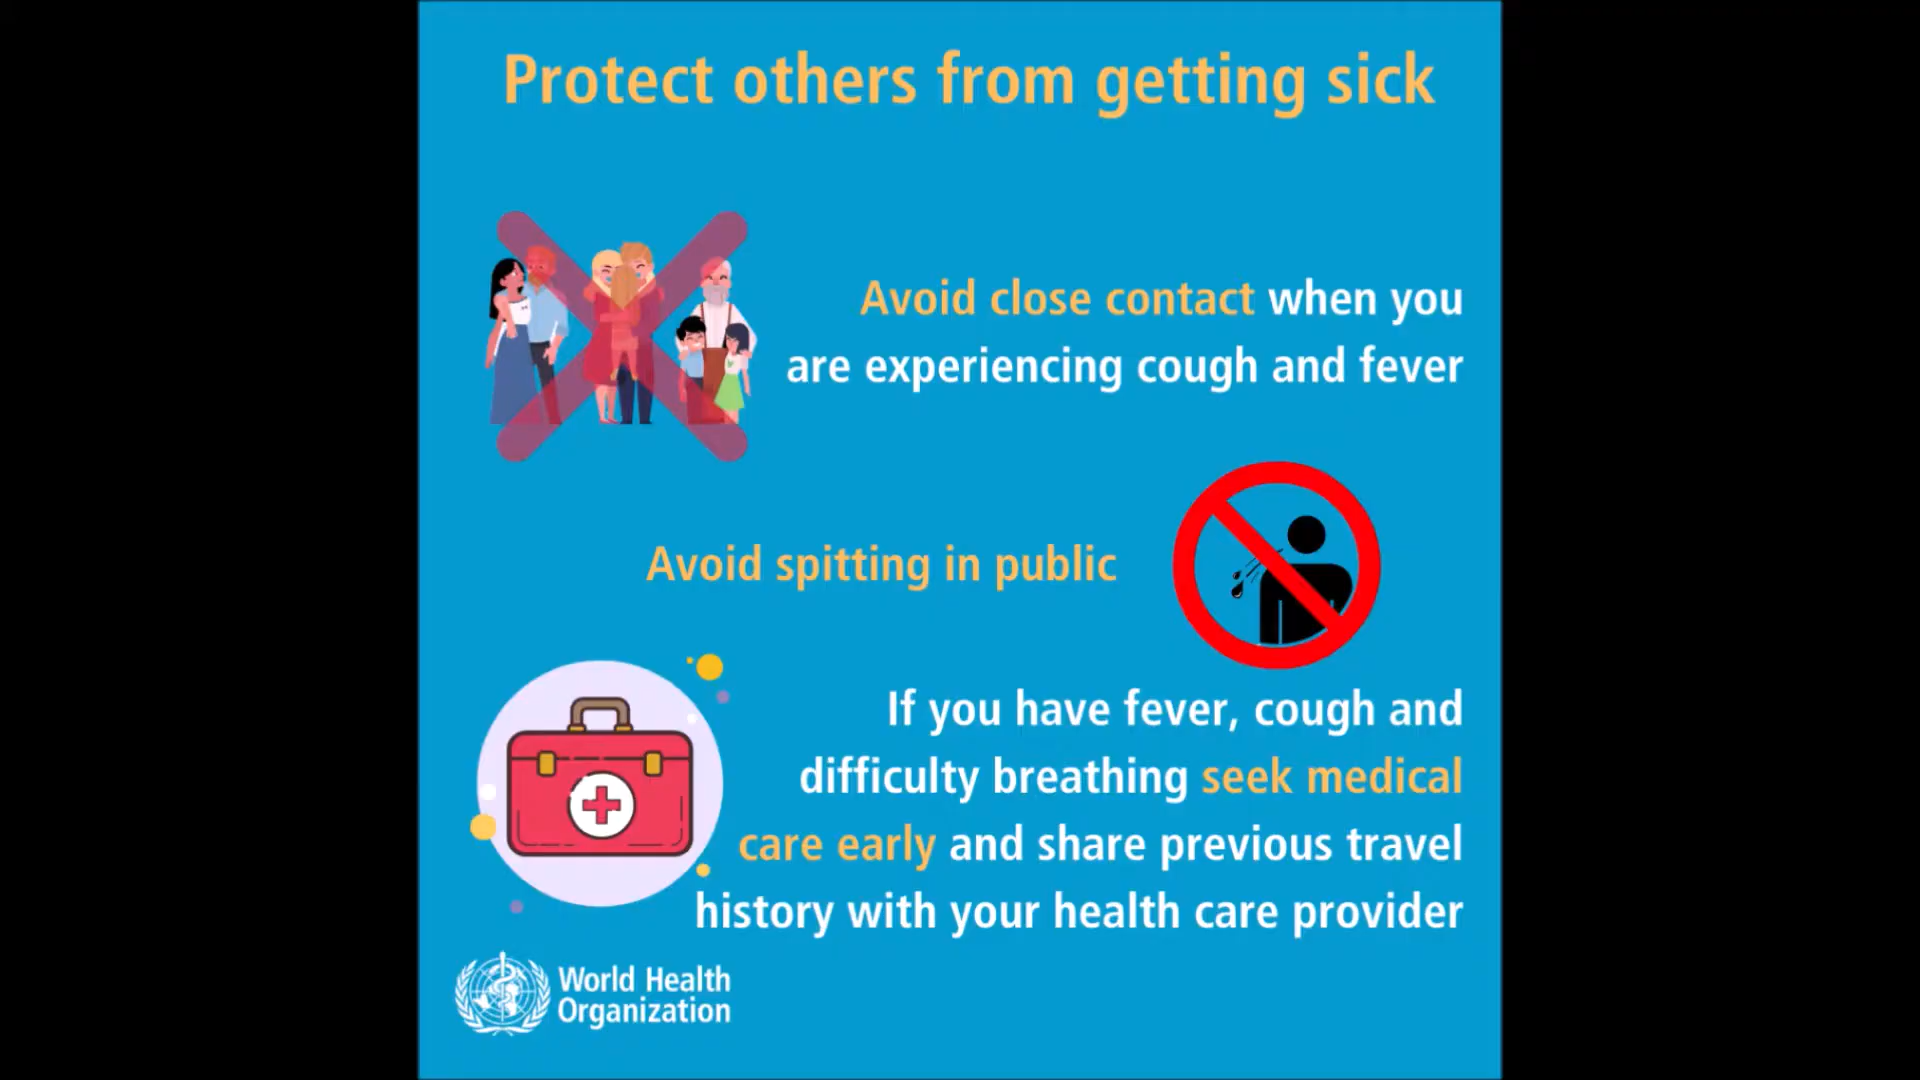 Protect others from getting sick
Avoid close contact when you
are experiencing cough and fever
Avoid spitting in public
If you have fever, cough and
difficulty breathing seek medical
care early and share previous travel
history with your health care provider
World Health
Organization